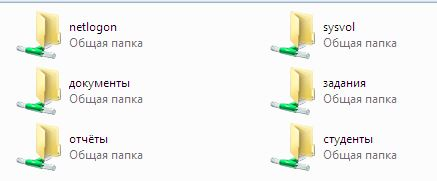 netlogon
Общая папка
sysvol
Общая папка
документы
Общая папка
задания
Общая папка
отчёты
Общая папка
студенты
Общая папка